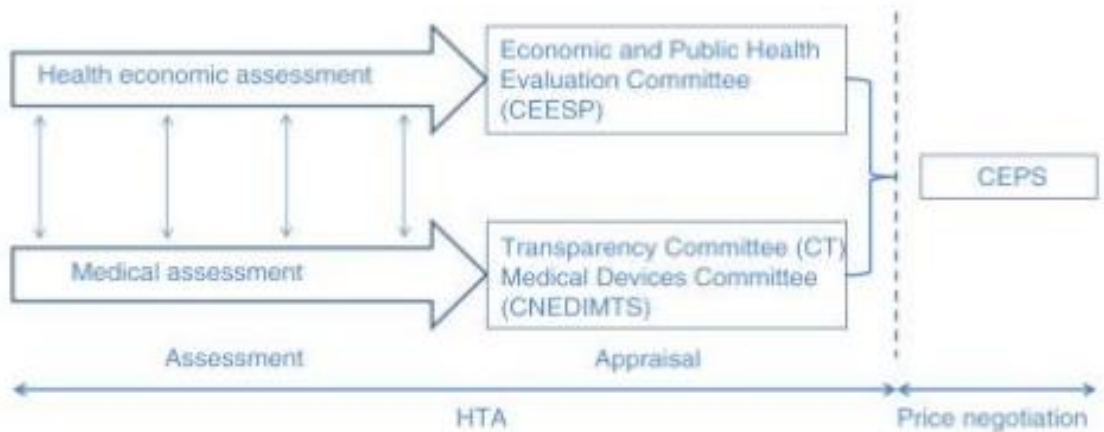 Health economic assessment
Economic and Public Health
Evaluation Committee
(CEESP)
CEPS
Medical assessment
Transparency Committee (CT)
Medical Devices Committee
(CNEDIMTS)
Assessment
Appraisal
HTA
Price negotiation